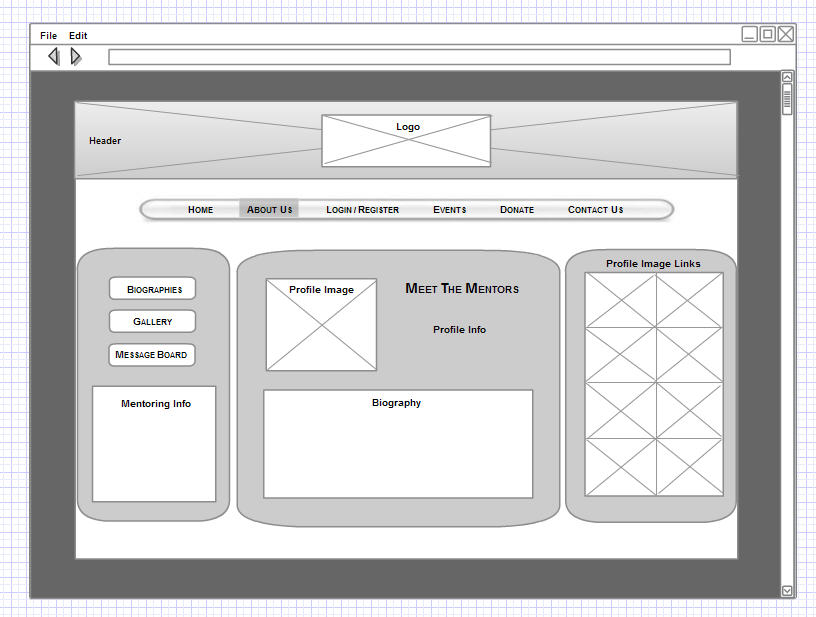 File Edit
Header
Logo
HOME ABOUT US LOGIN / REGISTER EVENTS DONATE CONTACT US
BIOGRAPHIES
GALLERY
MESSAGE BOARD
Mentoring Info
Profile Image
MEET THE MENTORS
Profile Info
Biography
Profile Image Links